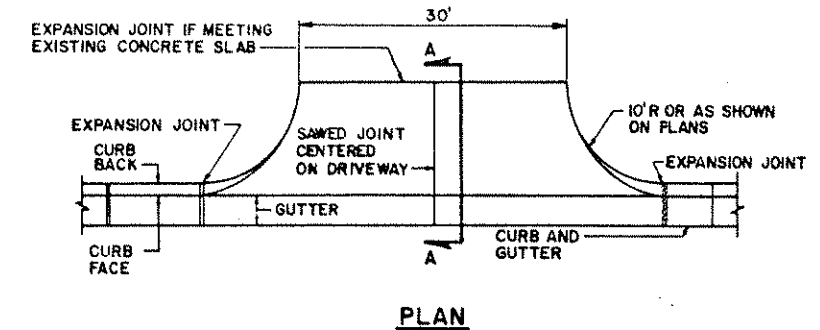 30'
EXPANSION JOINT IF MEETING
EXISTING CONCRETE SLAB
A
10'R OR AS SHOWN
ON PLANS
EXPANSION JOINT
SAWED JOINT
CENTERED
ON DRIVEWAY
CURB
BACK
EXPANSION JOINT
GUTTER
CURB
FACE
A
CURB AND
GUTTER
PLAN